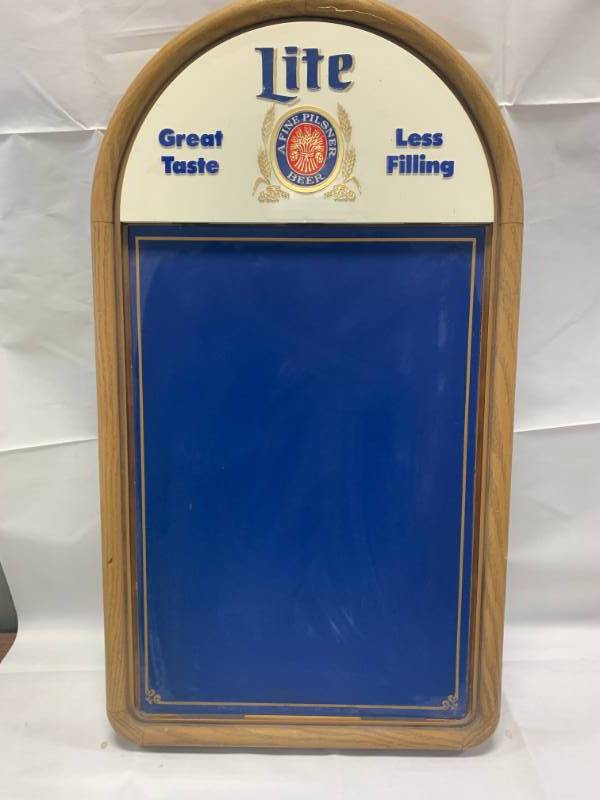 Lite
A FINE PILSNER
BEER
Great
Taste
Less
Filling